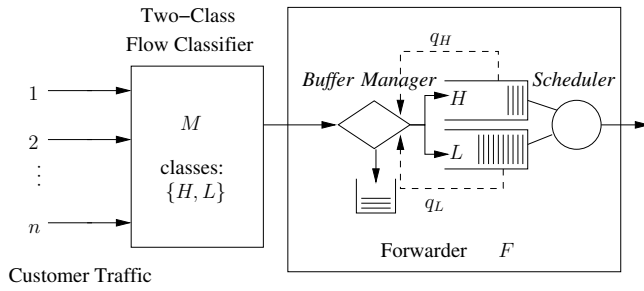 Two−Class
Flow Classifier
1
2
⋮
n
M
classes:
{H, L}
Customer Traffic
q_H
Buffer Manager
Scheduler
H
L
q_L
Forwarder F